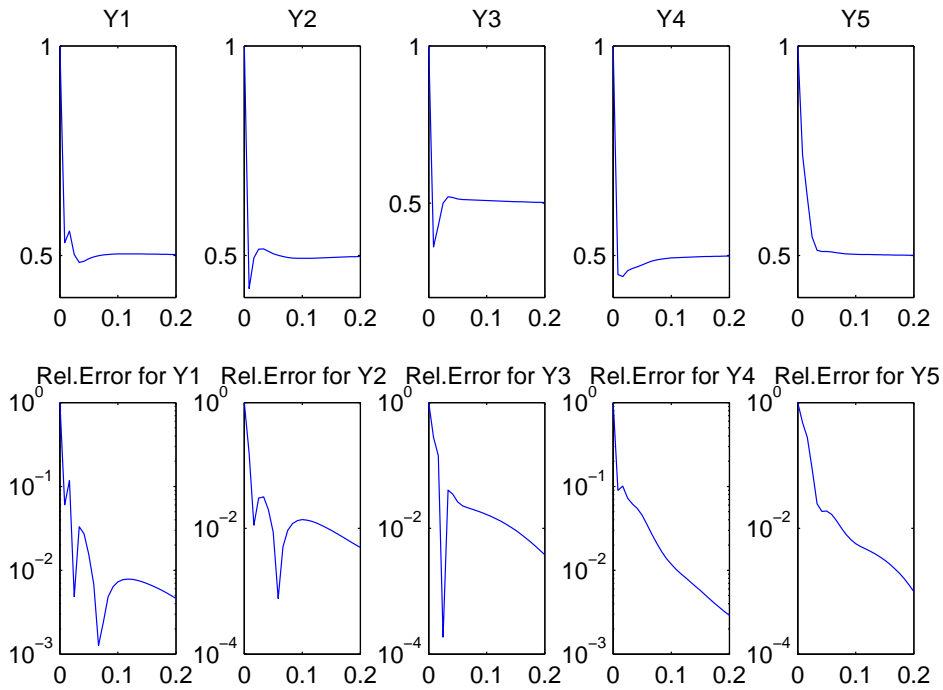 Y1 Y2 Y3 Y4 Y5
1 1 1 1 1
0.5 0.5 0.5 0.5 0.5
0 0.1 0.2 0 0.1 0.2 0 0.1 0.2 0 0.1 0.2 0 0.1 0.2
Rel.Error for Y1 Rel.Error for Y2 Rel.Error for Y3 Rel.Error for Y4 Rel.Error for Y5
10^0 10^0 10^0 10^0 10^0
10^−1 10^−1
10^−2 10^−2 10^−2
10^−2 10^−2
10^−3 10^−4 10^−4 10^−3 10^−4
0 0.1 0.2 0 0.1 0.2 0 0.1 0.2 0 0.1 0.2 0 0.1 0.2